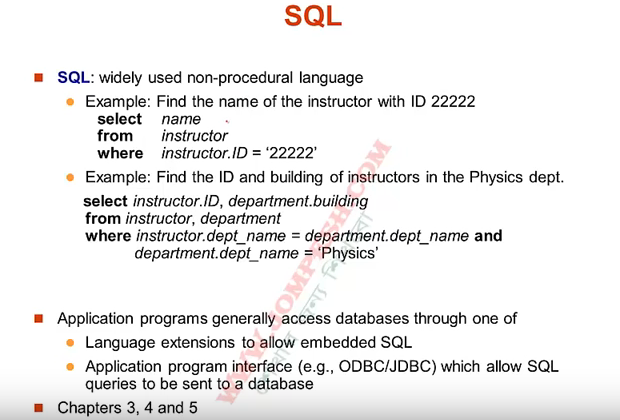 SQL
SQL: widely used non-procedural language
Example: Find the name of the instructor with ID 22222
select name
from instructor
where instructor.ID = ‘22222’
Example: Find the ID and building of instructors in the Physics dept.
select instructor.ID, department.building
from instructor, department
where instructor.dept_name = department.dept_name and
department.dept_name = ‘Physics’
Application programs generally access databases through one of
Language extensions to allow embedded SQL
Application program interface (e.g., ODBC/JDBC) which allow SQL
queries to be sent to a database
Chapters 3, 4 and 5